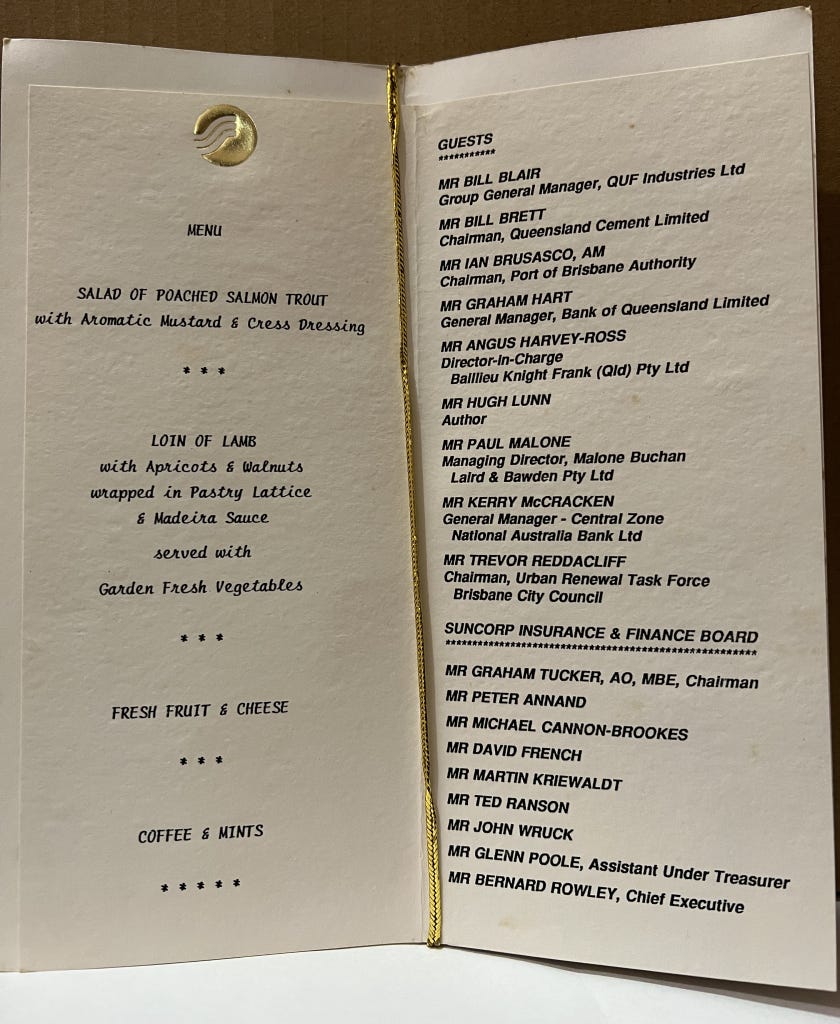 MENU
SALAD OF POACHED SALMON TROUT
with Aromatic Mustard & Cress Dressing
* * *
LOIN OF LAMB
with Apricots & Walnuts
wrapped in Pastry Lattice
& Madeira Sauce
served with
Garden Fresh Vegetables
* * *
FRESH FRUIT & CHEESE
* * *
COFFEE & MINTS
* * * * *
GUESTS
***********
MR BILL BLAIR
Group General Manager, QUF Industries Ltd
MR BILL BRETT
Chairman, Queensland Cement Limited
MR IAN BRUSASCO, AM
Chairman, Port of Brisbane Authority
MR GRAHAM HART
General Manager, Bank of Queensland Limited
MR ANGUS HARVEY-ROSS
Director-In-Charge
Baillieu Knight Frank (Qld) Pty Ltd
MR HUGH LUNN
Author
MR PAUL MALONE
Managing Director, Malone Buchan
Laird & Bawden Pty Ltd
MR KERRY McCRACKEN
General Manager - Central Zone
National Australia Bank Ltd
MR TREVOR REDDACLIFF
Chairman, Urban Renewal Task Force
Brisbane City Council
SUNCORP INSURANCE & FINANCE BOARD
************************************************************
MR GRAHAM TUCKER, AO, MBE, Chairman
MR PETER ANNAND
MR MICHAEL CANNON-BROOKES
MR DAVID FRENCH
MR MARTIN KRIEWALDT
MR TED RANSON
MR JOHN WRUCK
MR GLENN POOLE, Assistant Under Treasurer
MR BERNARD ROWLEY, Chief Executive